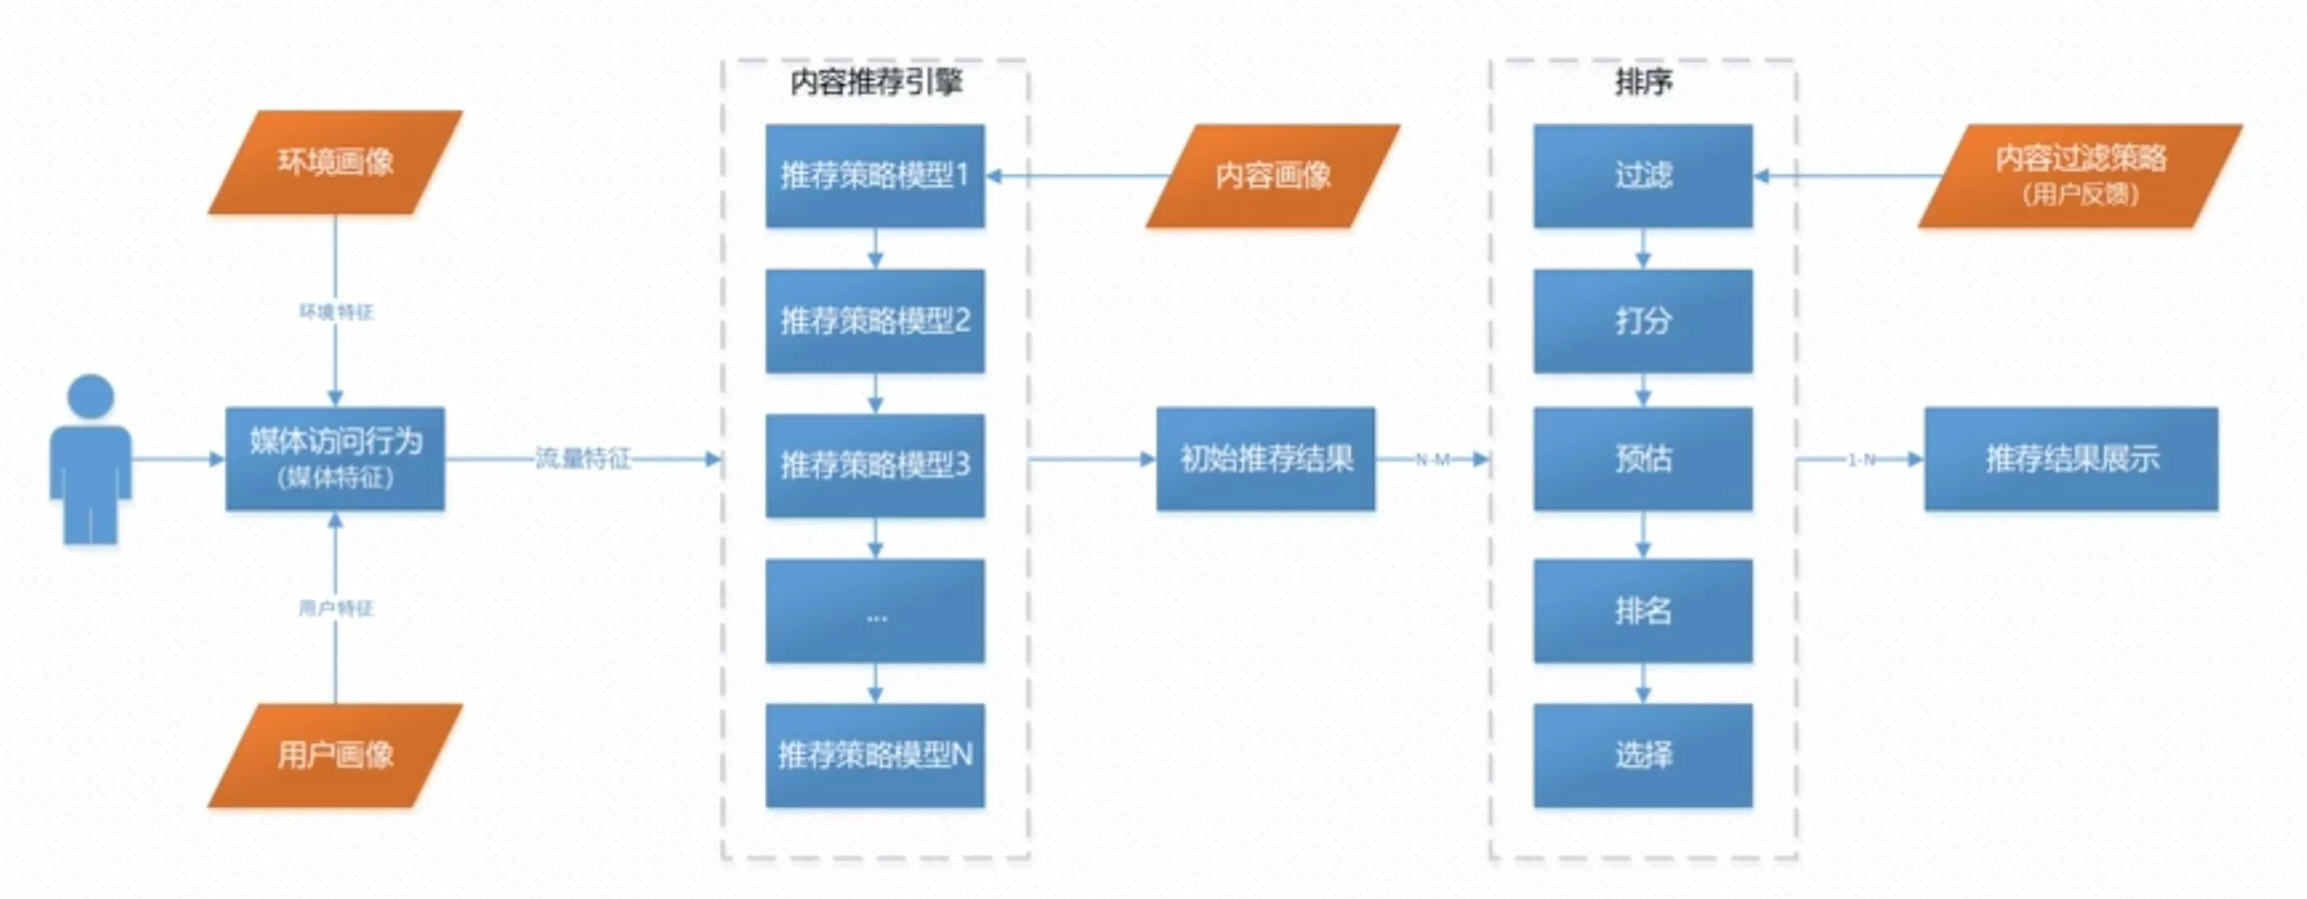 环境画像
环境特征
媒体访问行为
(媒体特征)
用户特征
用户画像
流量特征
内容推荐引擎
推荐策略模型1
推荐策略模型2
推荐策略模型3
...
推荐策略模型N
内容画像
初始推荐结果
N-M
排序
过滤
打分
预估
排名
选择
内容过滤策略
(用户反馈)
1-N
推荐结果展示